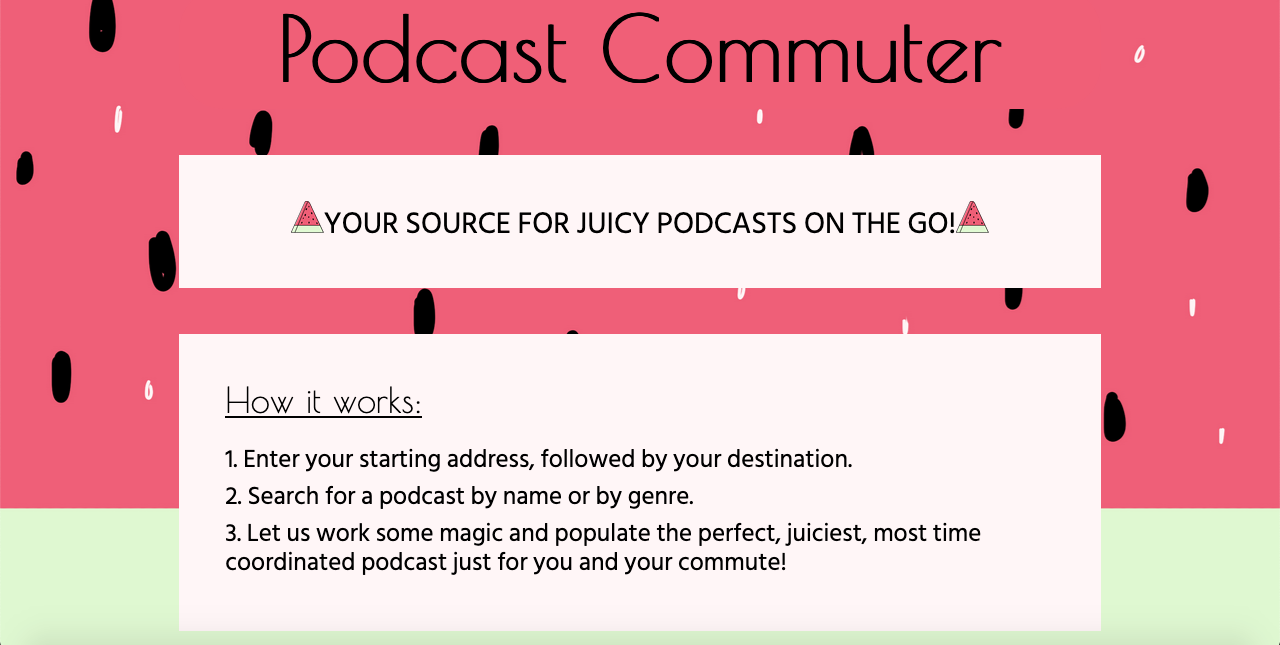 Podcast Commuter
YOUR SOURCE FOR JUICY PODCASTS ON THE GO!
How it works:
1. Enter your starting address, followed by your destination.
2. Search for a podcast by name or by genre.
3. Let us work some magic and populate the perfect, juiciest, most time
coordinated podcast just for you and your commute!